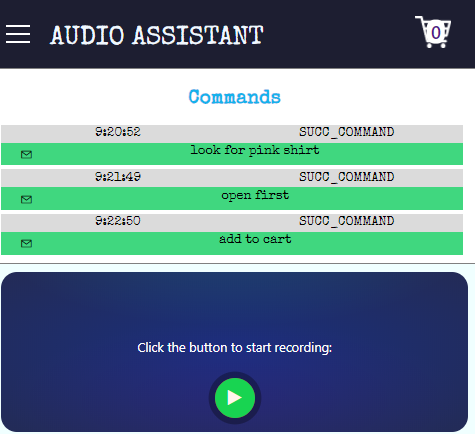 AUDIO ASSISTANT 0
Commands
9:20:52 SUCC_COMMAND
look for pink shirt
9:21:49 SUCC_COMMAND
open first
9:22:50 SUCC_COMMAND
add to cart
Click the button to start recording: